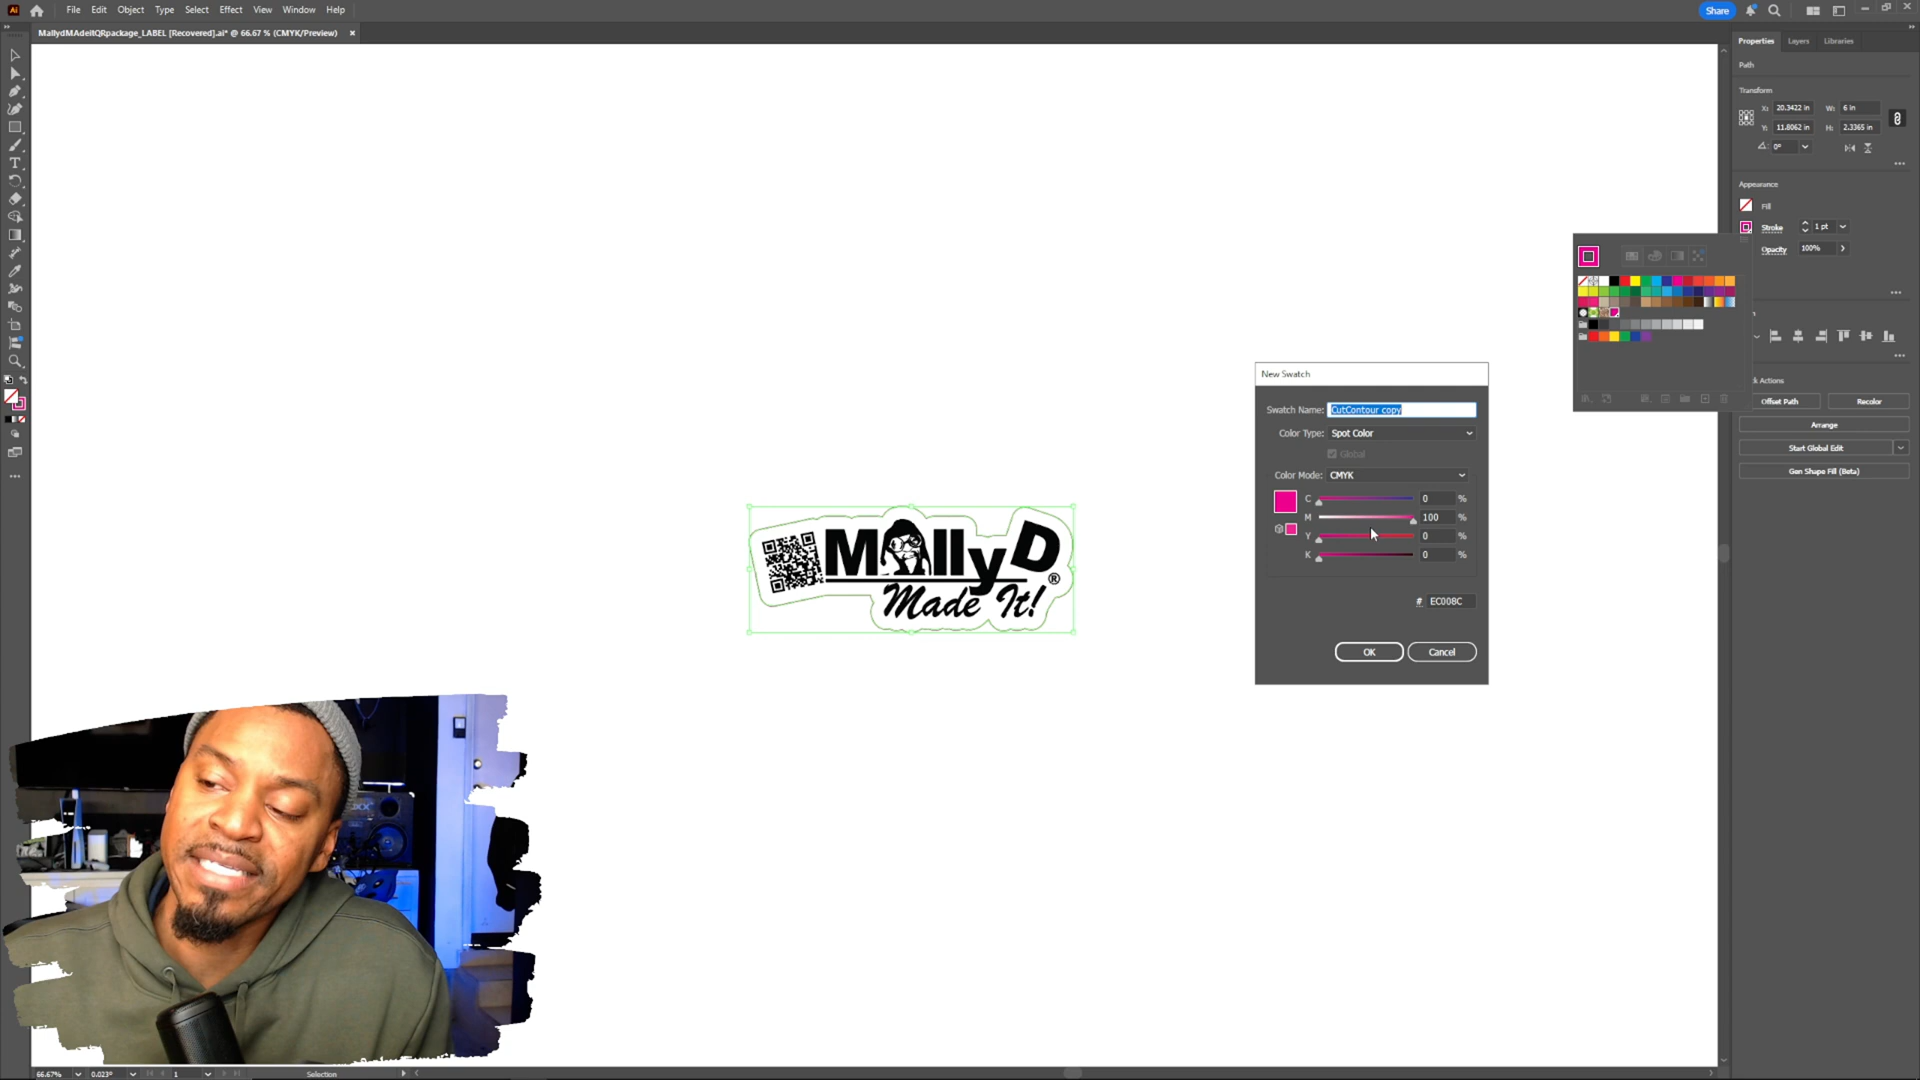 Ai File Edit Object Type Select Effect View Window Help Share
MallydMAdeitQRpackage_LABEL [Recovered].ai* @ 66.67 % (CMYK/Preview) ×
Properties Layers Libraries
Path
Transform
X: 20.3422 in W: 6 in
Y: 11.8062 in H: 2.3365 in
0°
Appearance
Fill
Stroke 1 pt
Opacity 100%
k Actions
Offset Path Recolor
Arrange
Start Global Edit
Gen Shape Fill (Beta)
New Swatch
Swatch Name: CutContour copy
Color Type: Spot Color
Global
Color Mode: CMYK
C 0 %
M 100 %
Y 0 %
K 0 %
# EC008C
OK Cancel
MallyD
®
Made It!
66.67% 0.023° 1 Selection